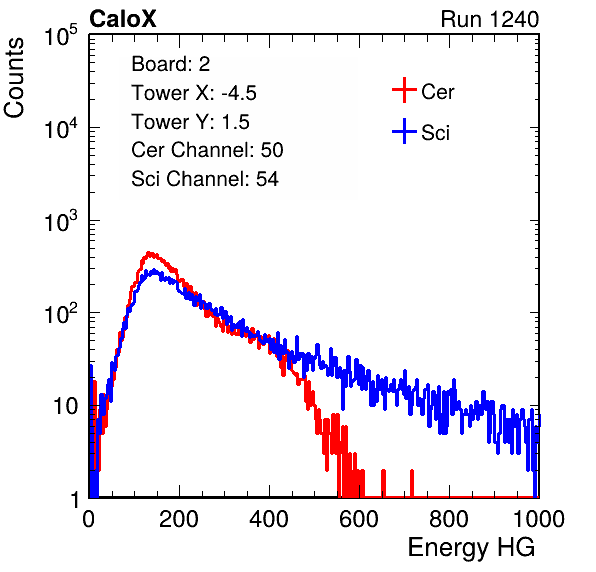 CaloX Run 1240
Counts
10^5
10^4
10^3
10^2
10
1
Board: 2
Tower X: -4.5
Tower Y: 1.5
Cer Channel: 50
Sci Channel: 54
Cer
Sci
0 200 400 600 800 1000
Energy HG